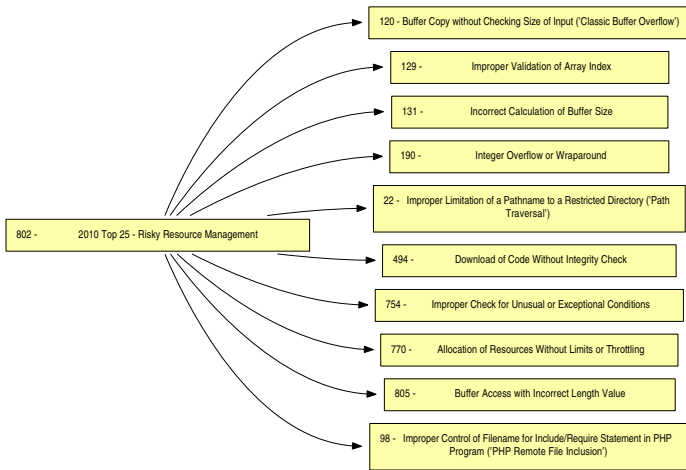 120 - Buffer Copy without Checking Size of Input ('Classic Buffer Overflow')
129 - Improper Validation of Array Index
131 - Incorrect Calculation of Buffer Size
190 - Integer Overflow or Wraparound
22 - Improper Limitation of a Pathname to a Restricted Directory ('Path
Traversal')
802 - 2010 Top 25 - Risky Resource Management
494 - Download of Code Without Integrity Check
754 - Improper Check for Unusual or Exceptional Conditions
770 - Allocation of Resources Without Limits or Throttling
805 - Buffer Access with Incorrect Length Value
98 - Improper Control of Filename for Include/Require Statement in PHP
Program ('PHP Remote File Inclusion')